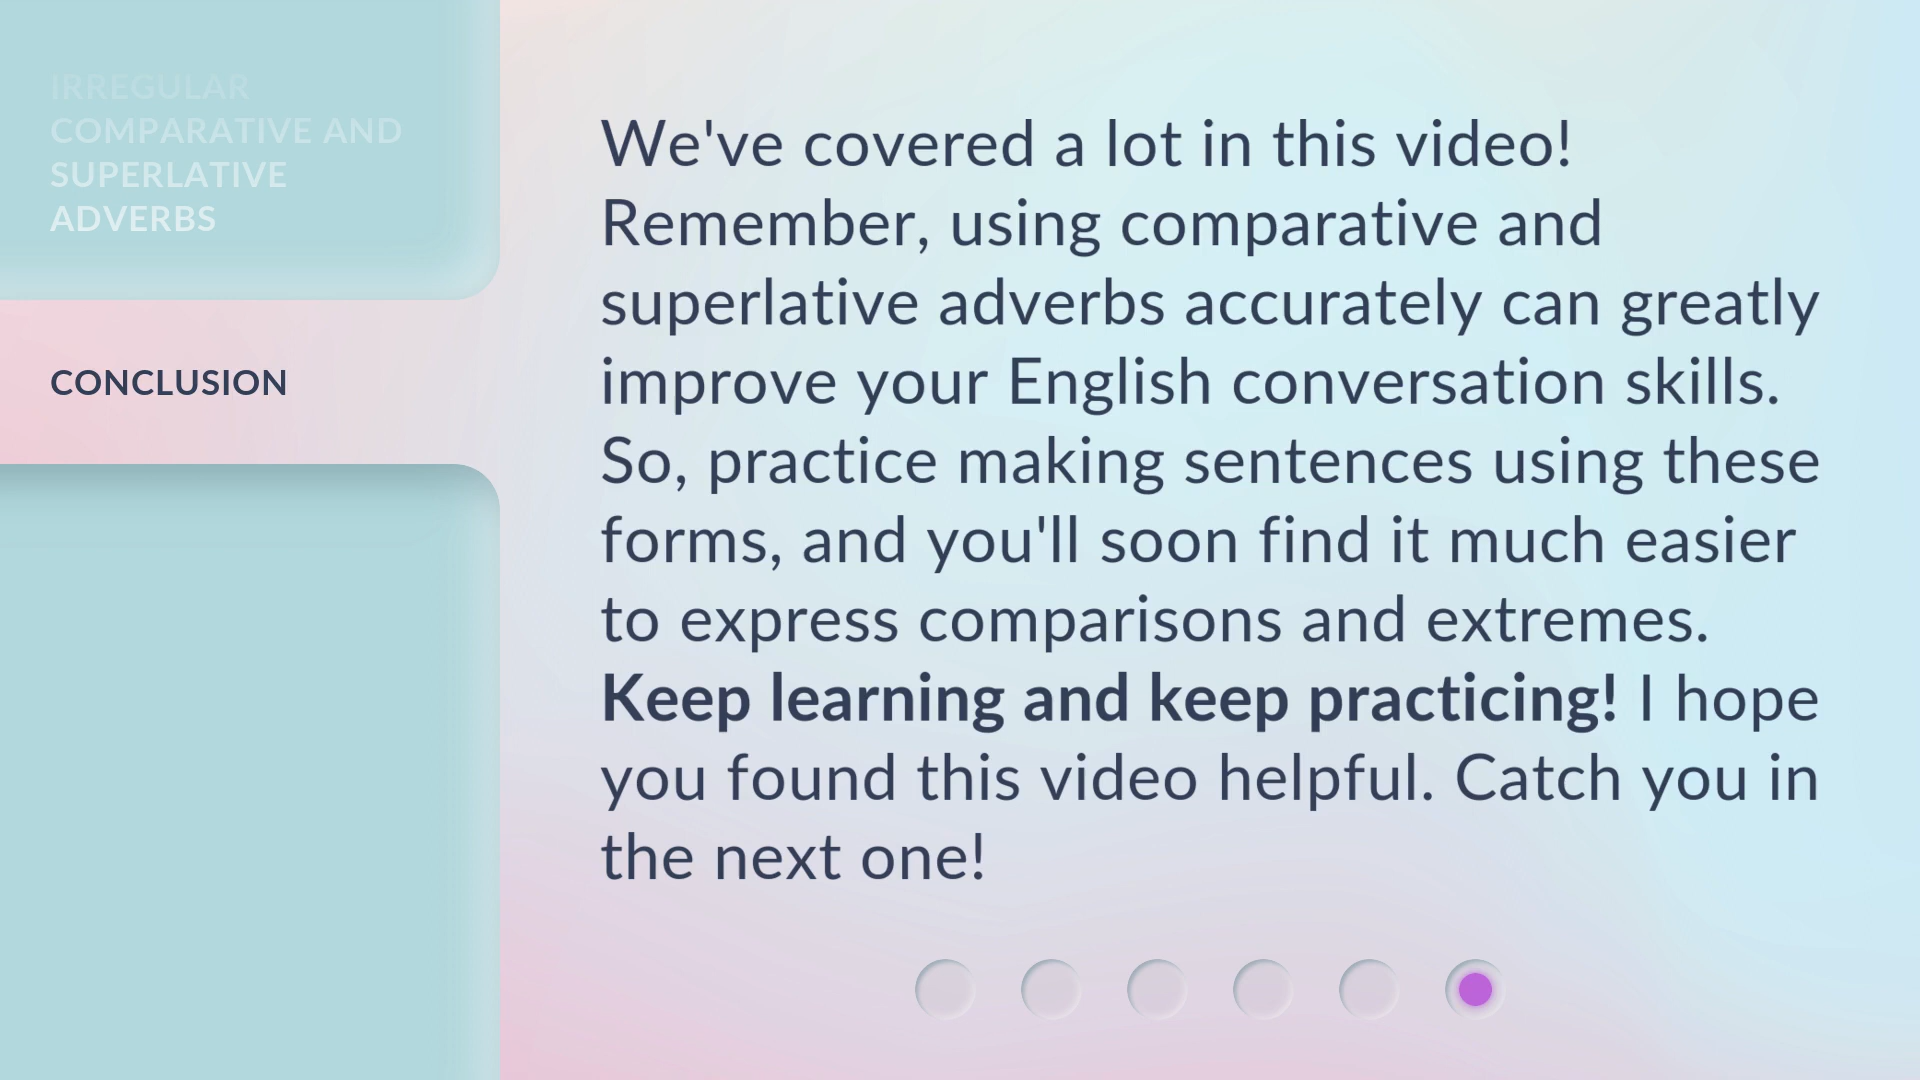 IRREGULAR
COMPARATIVE AND
SUPERLATIVE
ADVERBS
CONCLUSION
We've covered a lot in this video!
Remember, using comparative and
superlative adverbs accurately can greatly
improve your English conversation skills.
So, practice making sentences using these
forms, and you'll soon find it much easier
to express comparisons and extremes.
Keep learning and keep practicing! I hope
you found this video helpful. Catch you in
the next one!